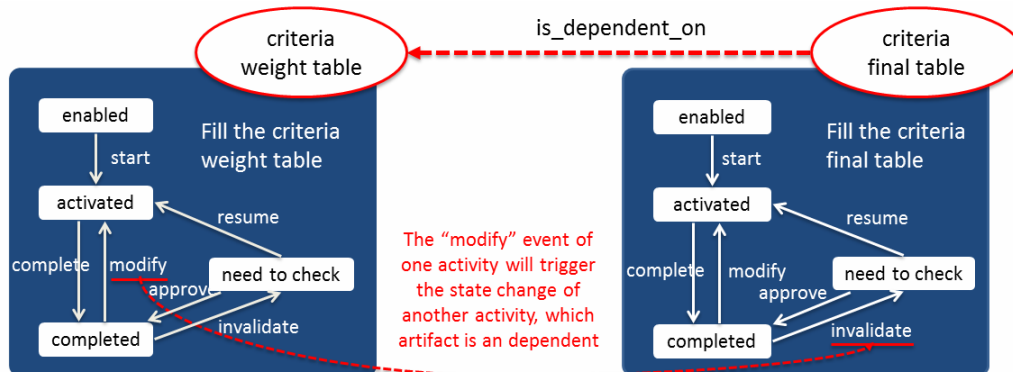 is_dependent_on
criteria
weight table
criteria
final table
enabled
Fill the criteria
weight table
start
activated
resume
complete
modify
need to check
approve
invalidate
completed
The “modify” event of
one activity will trigger
the state change of
another activity, which
artifact is an dependent
enabled
Fill the criteria
final table
start
activated
resume
complete
modify
need to check
approve
invalidate
completed